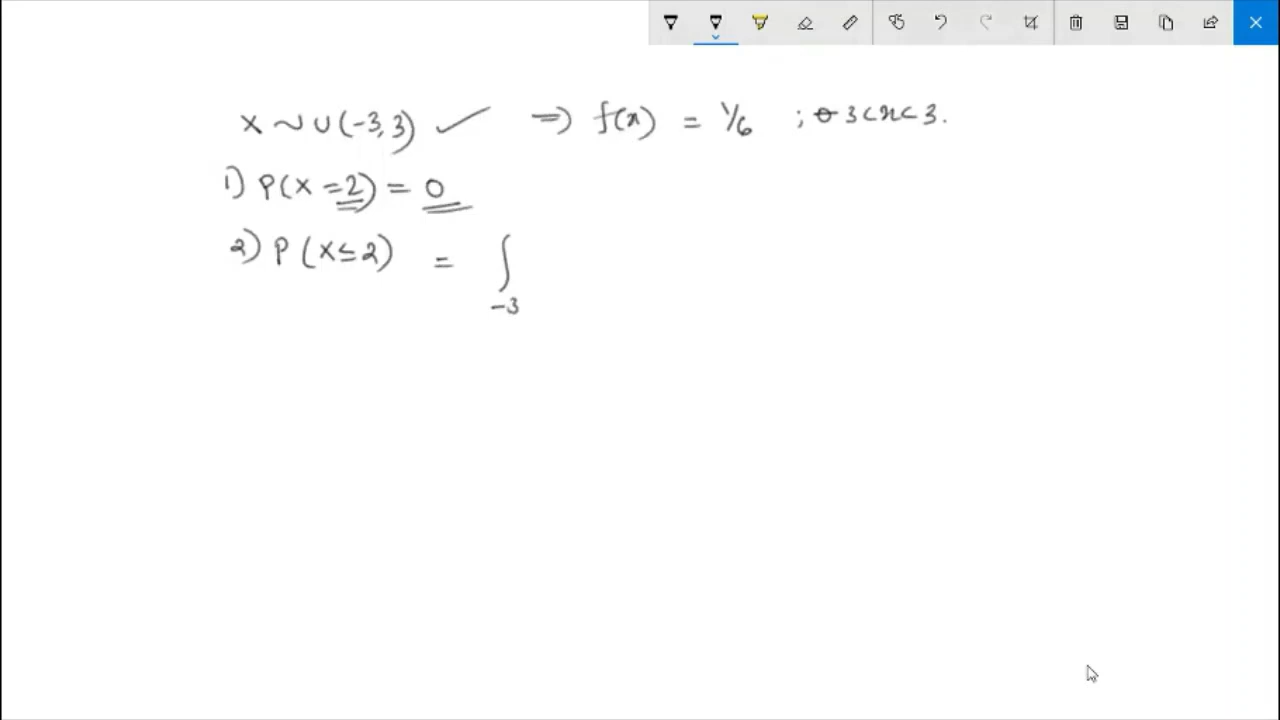 X ~ U(-3,3) ✓ ⇒ f(x) = 1/6 ; -3<x<3.
1) P(X=2) = 0
2) P(X≤2) = ∫
-3